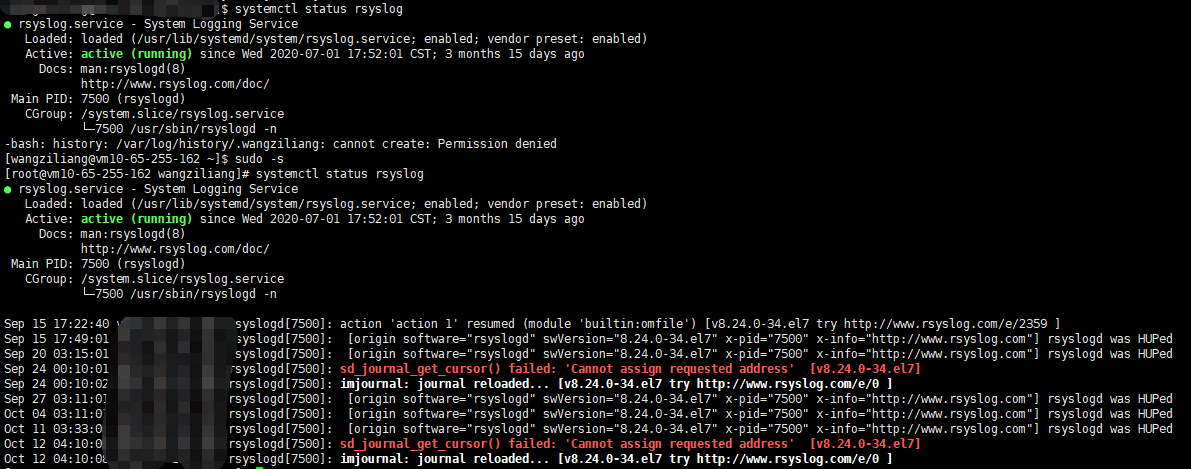 $ systemctl status rsyslog
● rsyslog.service - System Logging Service
Loaded: loaded (/usr/lib/systemd/system/rsyslog.service; enabled; vendor preset: enabled)
Active: active (running) since Wed 2020-07-01 17:52:01 CST; 3 months 15 days ago
Docs: man:rsyslogd(8)
http://www.rsyslog.com/doc/
Main PID: 7500 (rsyslogd)
CGroup: /system.slice/rsyslog.service
└─7500 /usr/sbin/rsyslogd -n
-bash: history: /var/log/history/.wangziliang: cannot create: Permission denied
[wangziliang@vm10-65-255-162 ~]$ sudo -s
[root@vm10-65-255-162 wangziliang]# systemctl status rsyslog
● rsyslog.service - System Logging Service
Loaded: loaded (/usr/lib/systemd/system/rsyslog.service; enabled; vendor preset: enabled)
Active: active (running) since Wed 2020-07-01 17:52:01 CST; 3 months 15 days ago
Docs: man:rsyslogd(8)
http://www.rsyslog.com/doc/
Main PID: 7500 (rsyslogd)
CGroup: /system.slice/rsyslog.service
└─7500 /usr/sbin/rsyslogd -n
Sep 15 17:22:40 syslogd[7500]: action 'action 1' resumed (module 'builtin:omfile') [v8.24.0-34.el7 try http://www.rsyslog.com/e/2359 ]
Sep 15 17:49:01 rsyslogd[7500]: [origin software="rsyslogd" swVersion="8.24.0-34.el7" x-pid="7500" x-info="http://www.rsyslog.com"] rsyslogd was HUPed
Sep 20 03:15:01 rsyslogd[7500]: [origin software="rsyslogd" swVersion="8.24.0-34.el7" x-pid="7500" x-info="http://www.rsyslog.com"] rsyslogd was HUPed
Sep 24 00:10:01 rsyslogd[7500]: sd_journal_get_cursor() failed: 'Cannot assign requested address' [v8.24.0-34.el7]
Sep 24 00:10:02 rsyslogd[7500]: imjournal: journal reloaded... [v8.24.0-34.el7 try http://www.rsyslog.com/e/0 ]
Sep 27 03:11:01 rsyslogd[7500]: [origin software="rsyslogd" swVersion="8.24.0-34.el7" x-pid="7500" x-info="http://www.rsyslog.com"] rsyslogd was HUPed
Oct 04 03:11:0 rsyslogd[7500]: [origin software="rsyslogd" swVersion="8.24.0-34.el7" x-pid="7500" x-info="http://www.rsyslog.com"] rsyslogd was HUPed
Oct 11 03:33:0 rsyslogd[7500]: [origin software="rsyslogd" swVersion="8.24.0-34.el7" x-pid="7500" x-info="http://www.rsyslog.com"] rsyslogd was HUPed
Oct 12 04:10:0 rsyslogd[7500]: sd_journal_get_cursor() failed: 'Cannot assign requested address' [v8.24.0-34.el7]
Oct 12 04:10:08 rsyslogd[7500]: imjournal: journal reloaded... [v8.24.0-34.el7 try http://www.rsyslog.com/e/0 ]